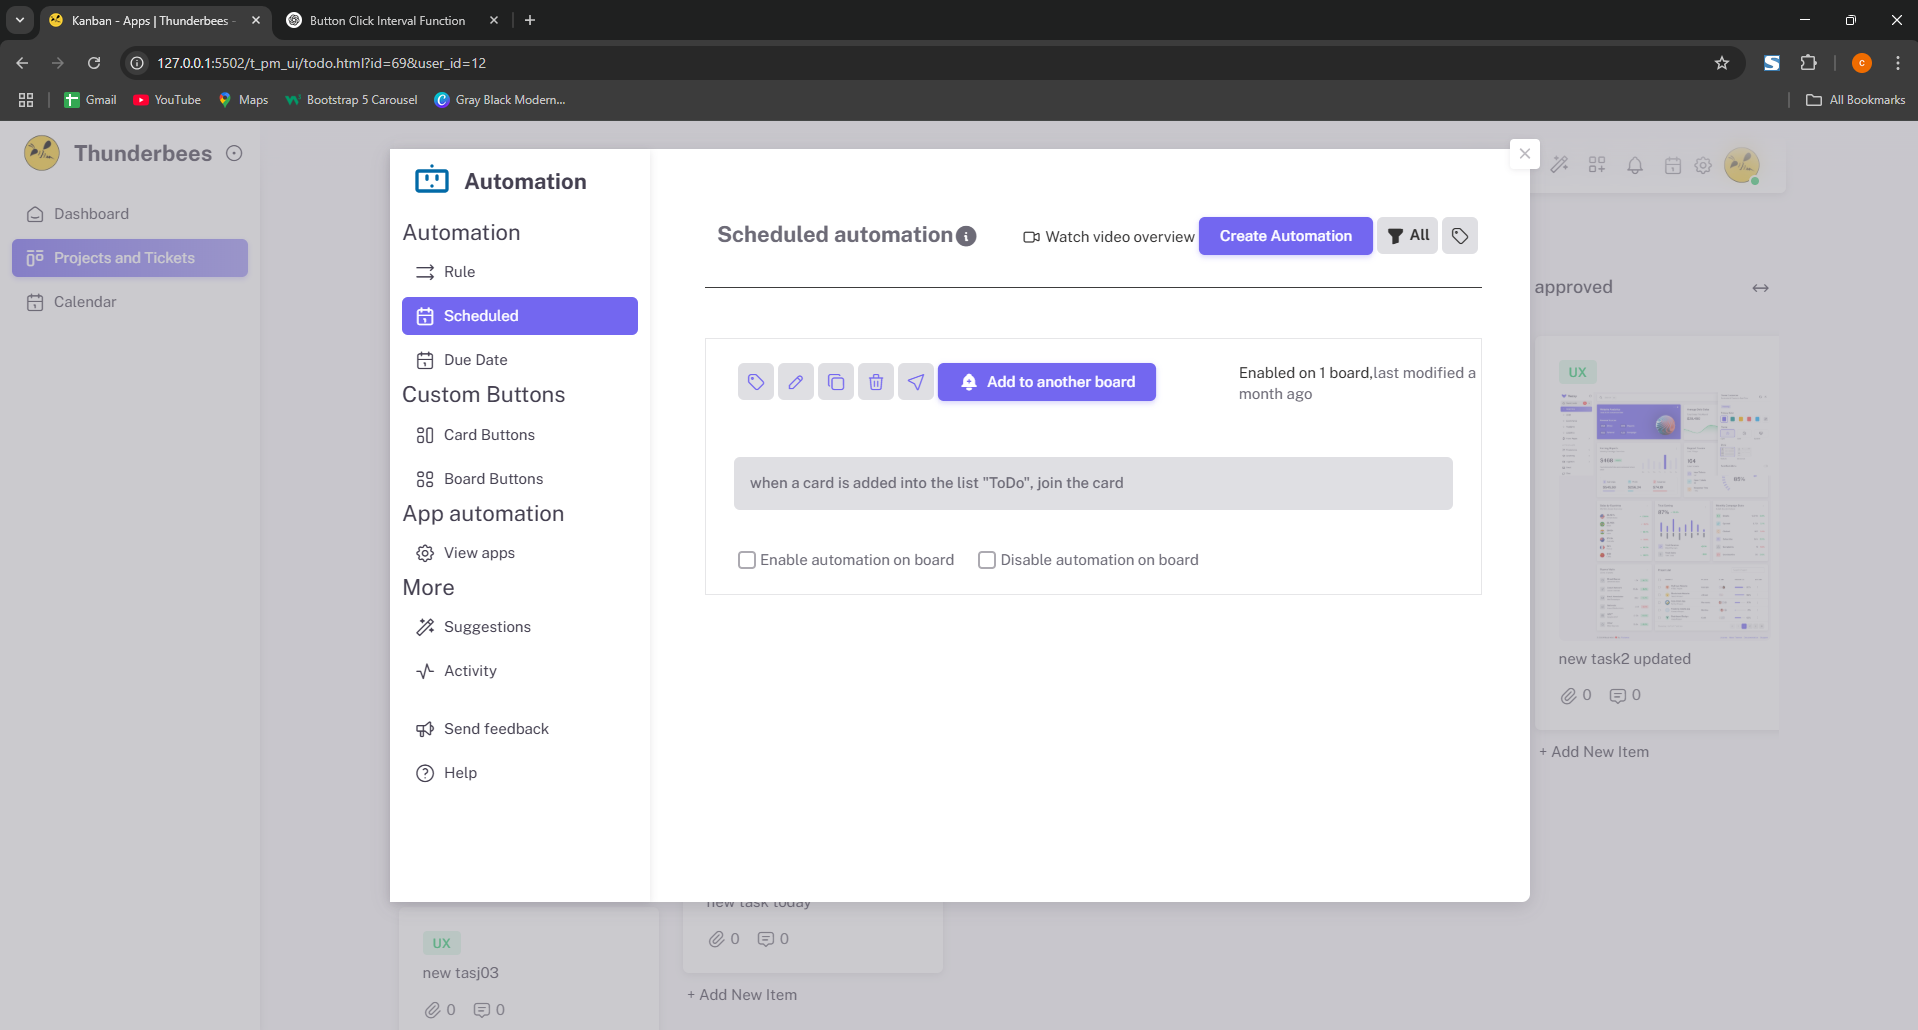 Kanban - Apps | Thunderbees -
Button Click Interval Function
127.0.0.1:5502/t_pm_ui/todo.html?id=69&user_id=12
c
Gmail
YouTube
Maps
Bootstrap 5 Carousel
Gray Black Modern...
All Bookmarks
Thunderbees
Dashboard
Projects and Tickets
Calendar
Automation
Automation
Rule
Scheduled
Due Date
Custom Buttons
Card Buttons
Board Buttons
App automation
View apps
More
Suggestions
Activity
Send feedback
Help
Scheduled automation
Watch video overview
Create Automation
All
Add to another board
Enabled on 1 board,last modified a
month ago
when a card is added into the list "ToDo", join the card
Enable automation on board
Disable automation on board
approved
UX
new task2 updated
0
0
+ Add New Item
new task today
0
0
+ Add New Item
UX
new tasj03
0
0